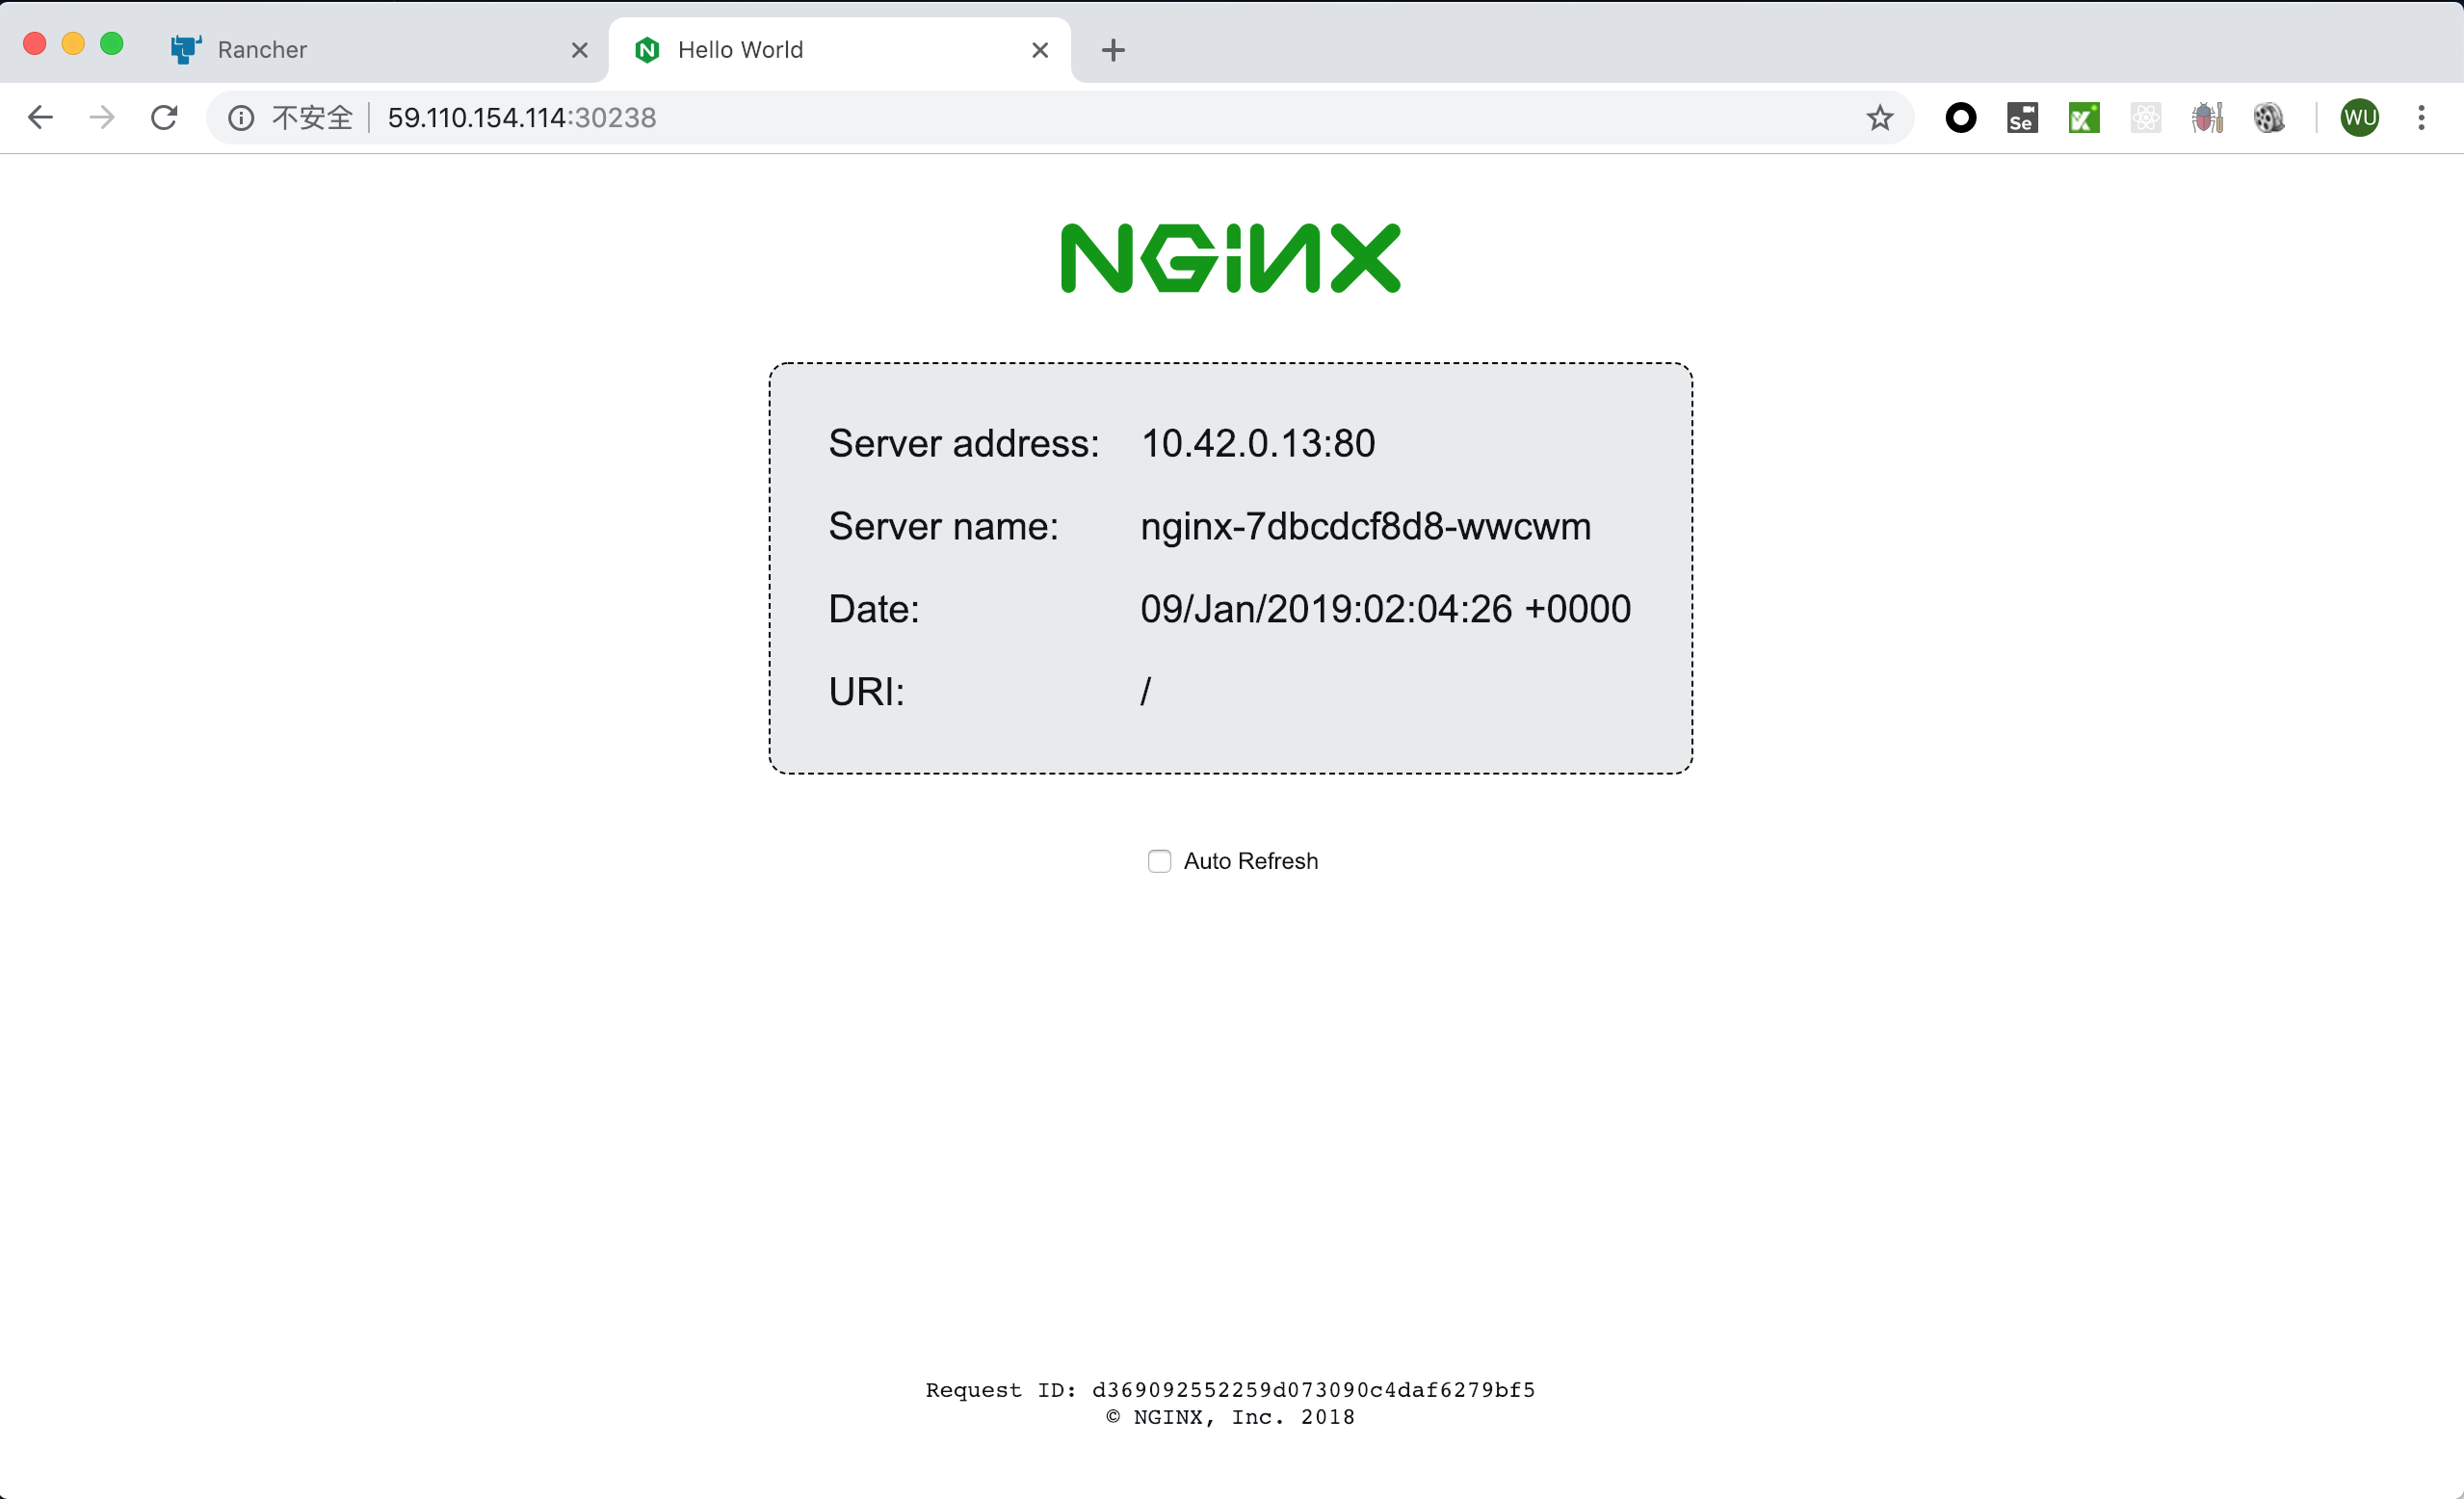 Rancher
Hello World
不安全 59.110.154.114:30238
Se
WU
NGINX
Server address: 10.42.0.13:80
Server name: nginx-7dbcdcf8d8-wwcwm
Date: 09/Jan/2019:02:04:26 +0000
URI: /
Auto Refresh
Request ID: d369092552259d073090c4daf6279bf5
© NGINX, Inc. 2018